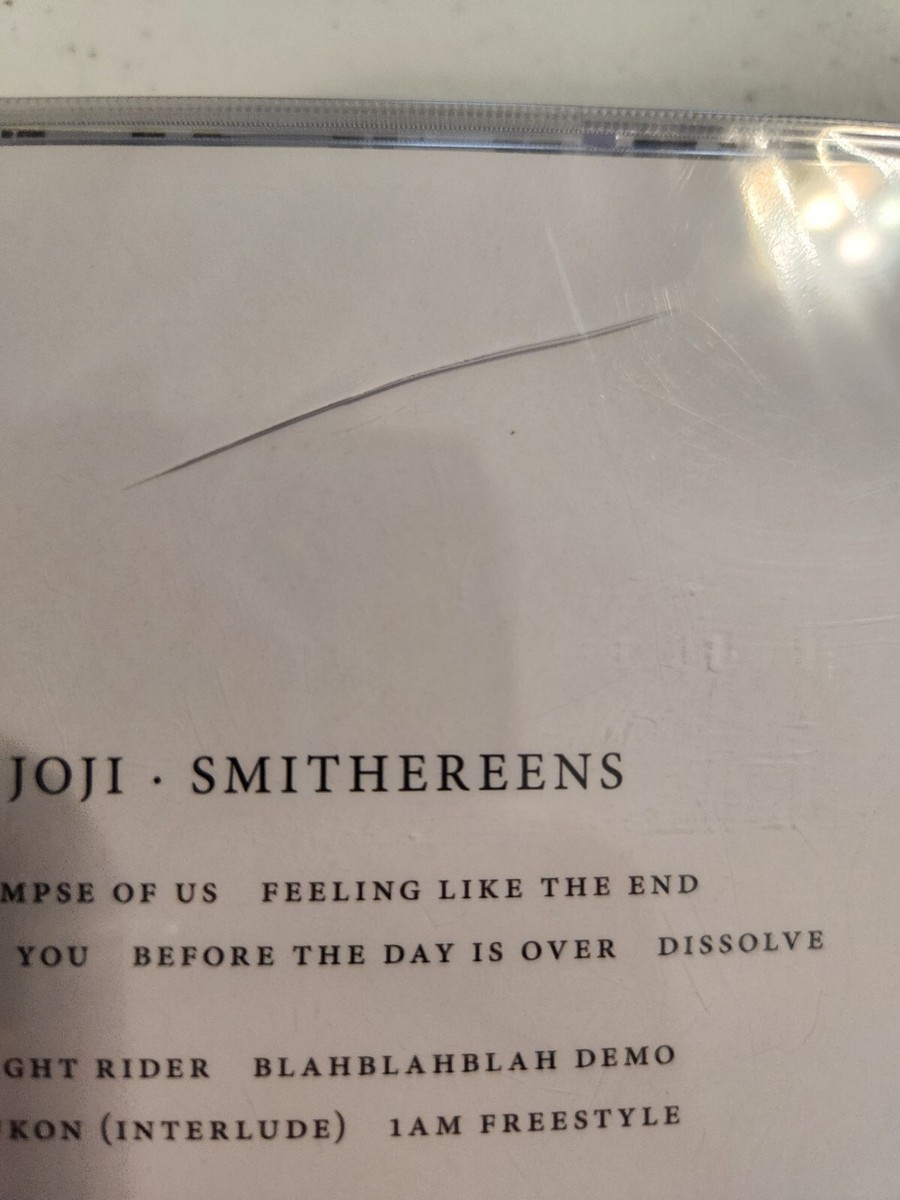 JOJI · SMITHEREENS
MPSE OF US FEELING LIKE THE END
YOU BEFORE THE DAY IS OVER DISSOLVE
GHT RIDER BLAHBLAHBLAH DEMO
KON (INTERLUDE) 1AM FREESTYLE